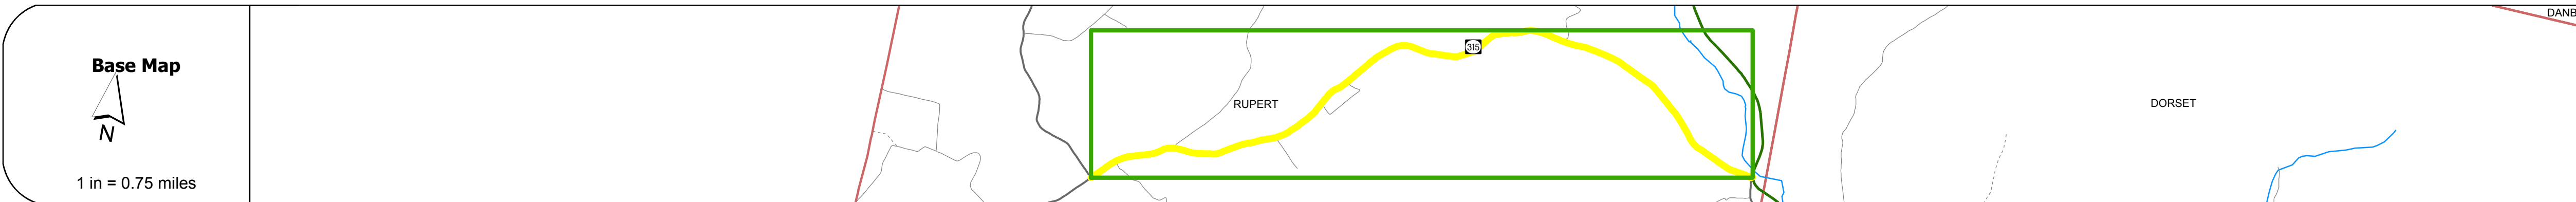 Base Map
N
1 in = 0.75 miles
315
RUPERT
DORSET
DANB